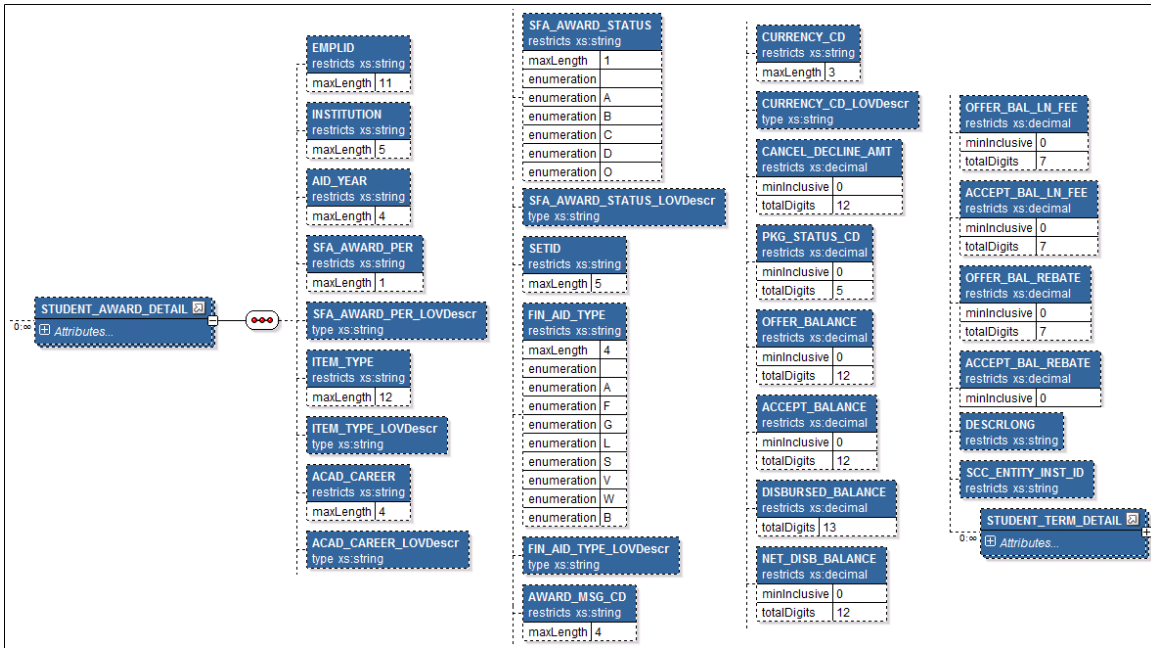 STUDENT_AWARD_DETAIL
Attributes...
0:∞
EMPLID
restricts xs:string
maxLength 11
INSTITUTION
restricts xs:string
maxLength 5
AID_YEAR
restricts xs:string
maxLength 4
SFA_AWARD_PER
restricts xs:string
maxLength 1
SFA_AWARD_PER_LOVDescr
type xs:string
ITEM_TYPE
restricts xs:string
maxLength 12
ITEM_TYPE_LOVDescr
type xs:string
ACAD_CAREER
restricts xs:string
maxLength 4
ACAD_CAREER_LOVDescr
type xs:string
SFA_AWARD_STATUS
restricts xs:string
maxLength 1
enumeration
enumeration A
enumeration B
enumeration C
enumeration D
enumeration O
SFA_AWARD_STATUS_LOVDescr
type xs:string
SETID
restricts xs:string
maxLength 5
FIN_AID_TYPE
restricts xs:string
maxLength 4
enumeration
enumeration A
enumeration F
enumeration G
enumeration L
enumeration S
enumeration V
enumeration W
enumeration B
FIN_AID_TYPE_LOVDescr
type xs:string
AWARD_MSG_CD
restricts xs:string
maxLength 4
CURRENCY_CD
restricts xs:string
maxLength 3
CURRENCY_CD_LOVDescr
type xs:string
CANCEL_DECLINE_AMT
restricts xs:decimal
minInclusive 0
totalDigits 12
PKG_STATUS_CD
restricts xs:decimal
minInclusive 0
totalDigits 5
OFFER_BALANCE
restricts xs:decimal
minInclusive 0
totalDigits 12
ACCEPT_BALANCE
restricts xs:decimal
minInclusive 0
totalDigits 12
DISBURSED_BALANCE
restricts xs:decimal
totalDigits 13
NET_DISB_BALANCE
restricts xs:decimal
minInclusive 0
totalDigits 12
OFFER_BAL_LN_FEE
restricts xs:decimal
minInclusive 0
totalDigits 7
ACCEPT_BAL_LN_FEE
restricts xs:decimal
minInclusive 0
totalDigits 7
OFFER_BAL_REBATE
restricts xs:decimal
minInclusive 0
totalDigits 7
ACCEPT_BAL_REBATE
restricts xs:decimal
minInclusive 0
DESCRLONG
restricts xs:string
SCC_ENTITY_INST_ID
restricts xs:string
STUDENT_TERM_DETAIL
Attributes...
0:∞